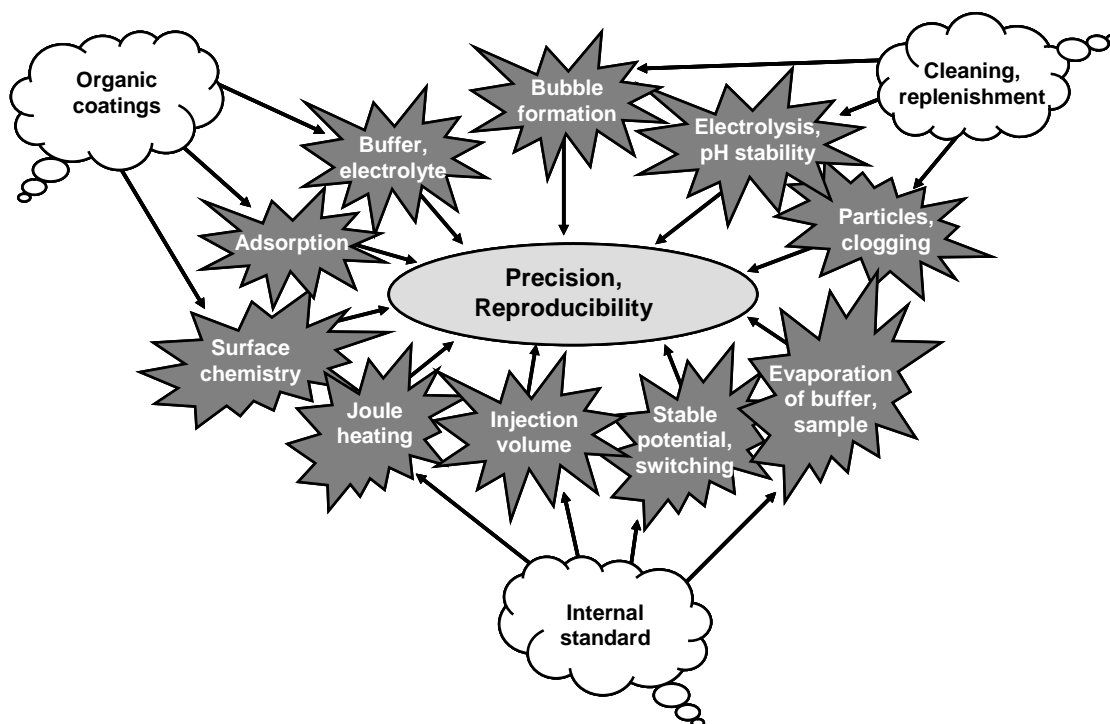 Organic
coatings
Bubble
formation
Cleaning,
replenishment
Buffer,
electrolyte
Electrolysis,
pH stability
Adsorption
Particles,
clogging
Precision,
Reproducibility
Surface
chemistry
Joule
heating
Injection
volume
Stable
potential,
switching
Evaporation
of buffer,
sample
Internal
standard